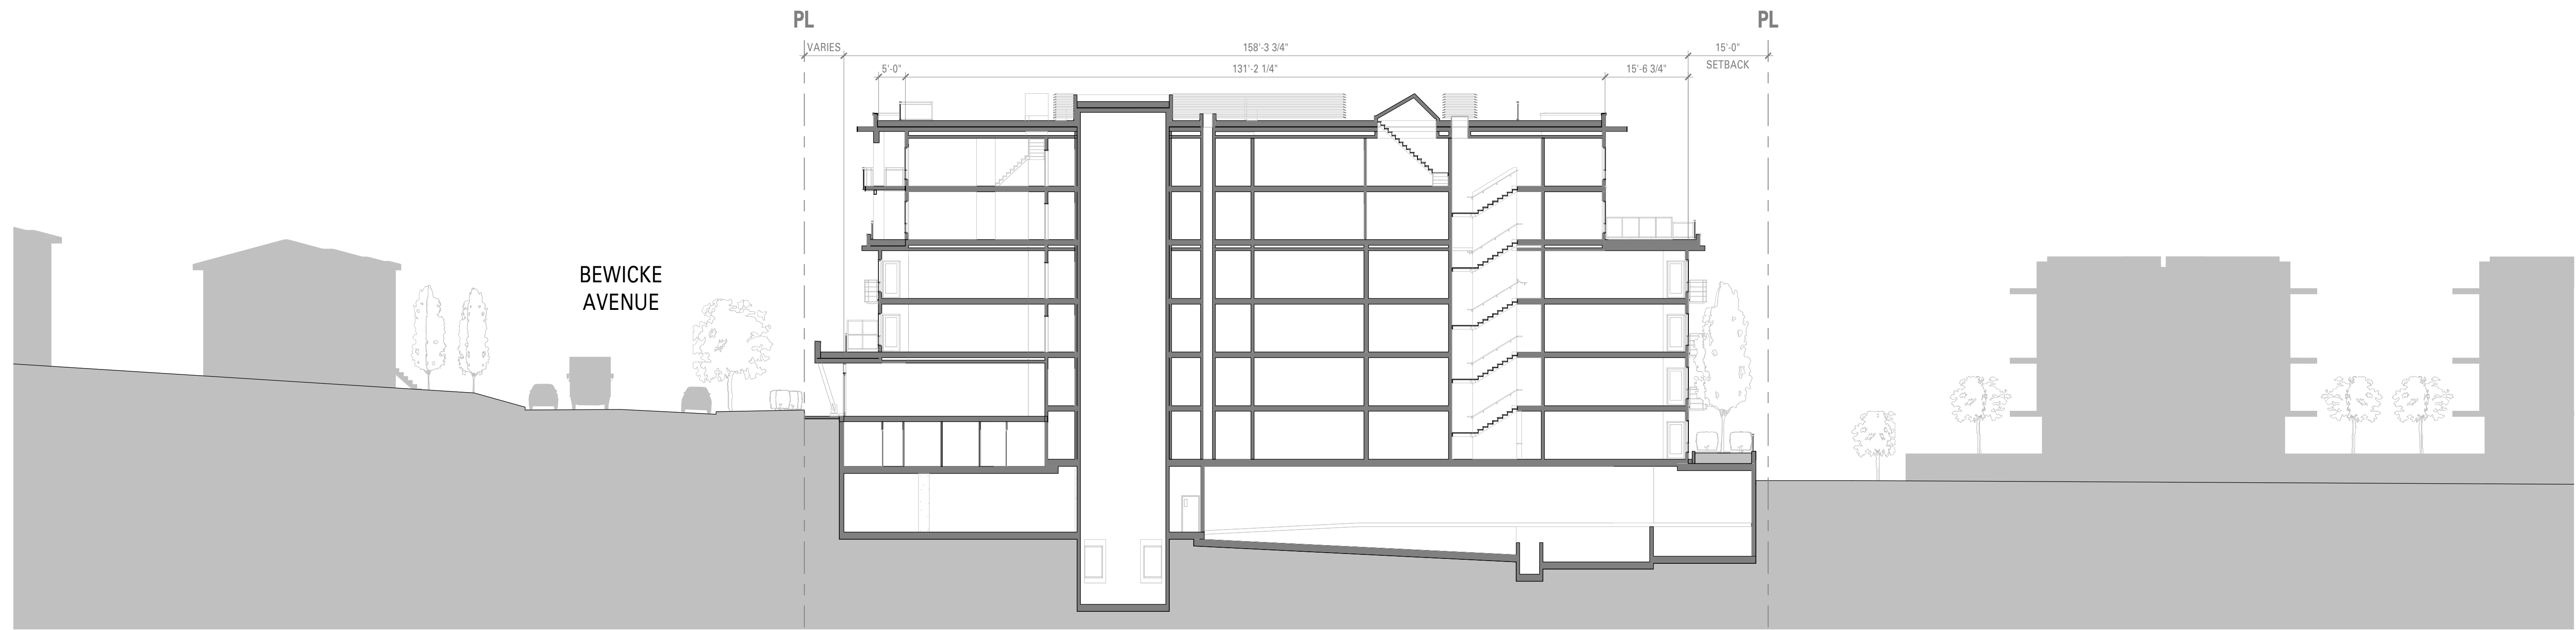 PL
PL
VARIES
158'-3 3/4"
15'-0"
SETBACK
5'-0"
131'-2 1/4"
15'-6 3/4"
BEWICKE
AVENUE